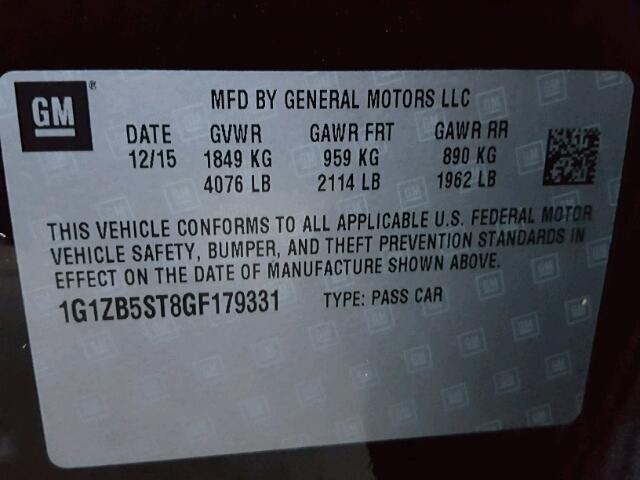 GM ®
MFD BY GENERAL MOTORS LLC
DATE GVWR GAWR FRT GAWR RR
12/15 1849 KG 959 KG 890 KG
4076 LB 2114 LB 1962 LB
THIS VEHICLE CONFORMS TO ALL APPLICABLE U.S. FEDERAL MOTOR
VEHICLE SAFETY, BUMPER, AND THEFT PREVENTION STANDARDS IN
EFFECT ON THE DATE OF MANUFACTURE SHOWN ABOVE.
1G1ZB5ST8GF179331 TYPE: PASS CAR